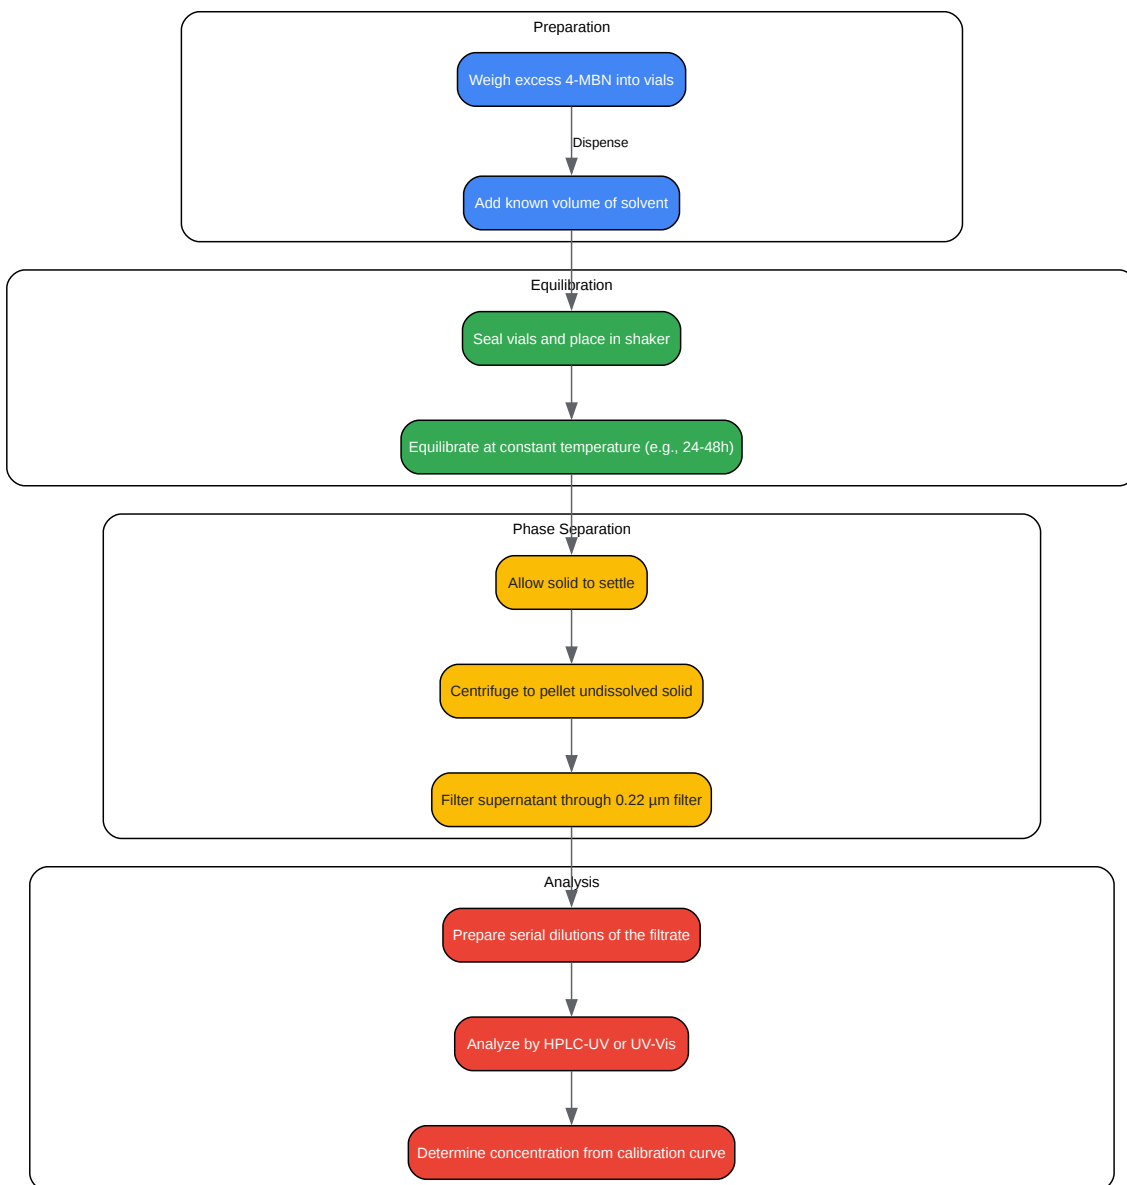 Preparation
Weigh excess 4-MBN into vials
Dispense
Add known volume of solvent
Equilibration
Seal vials and place in shaker
Equilibrate at constant temperature (e.g., 24-48h)
Phase Separation
Allow solid to settle
Centrifuge to pellet undissolved solid
Filter supernatant through 0.22 µm filter
Analysis
Prepare serial dilutions of the filtrate
Analyze by HPLC-UV or UV-Vis
Determine concentration from calibration curve